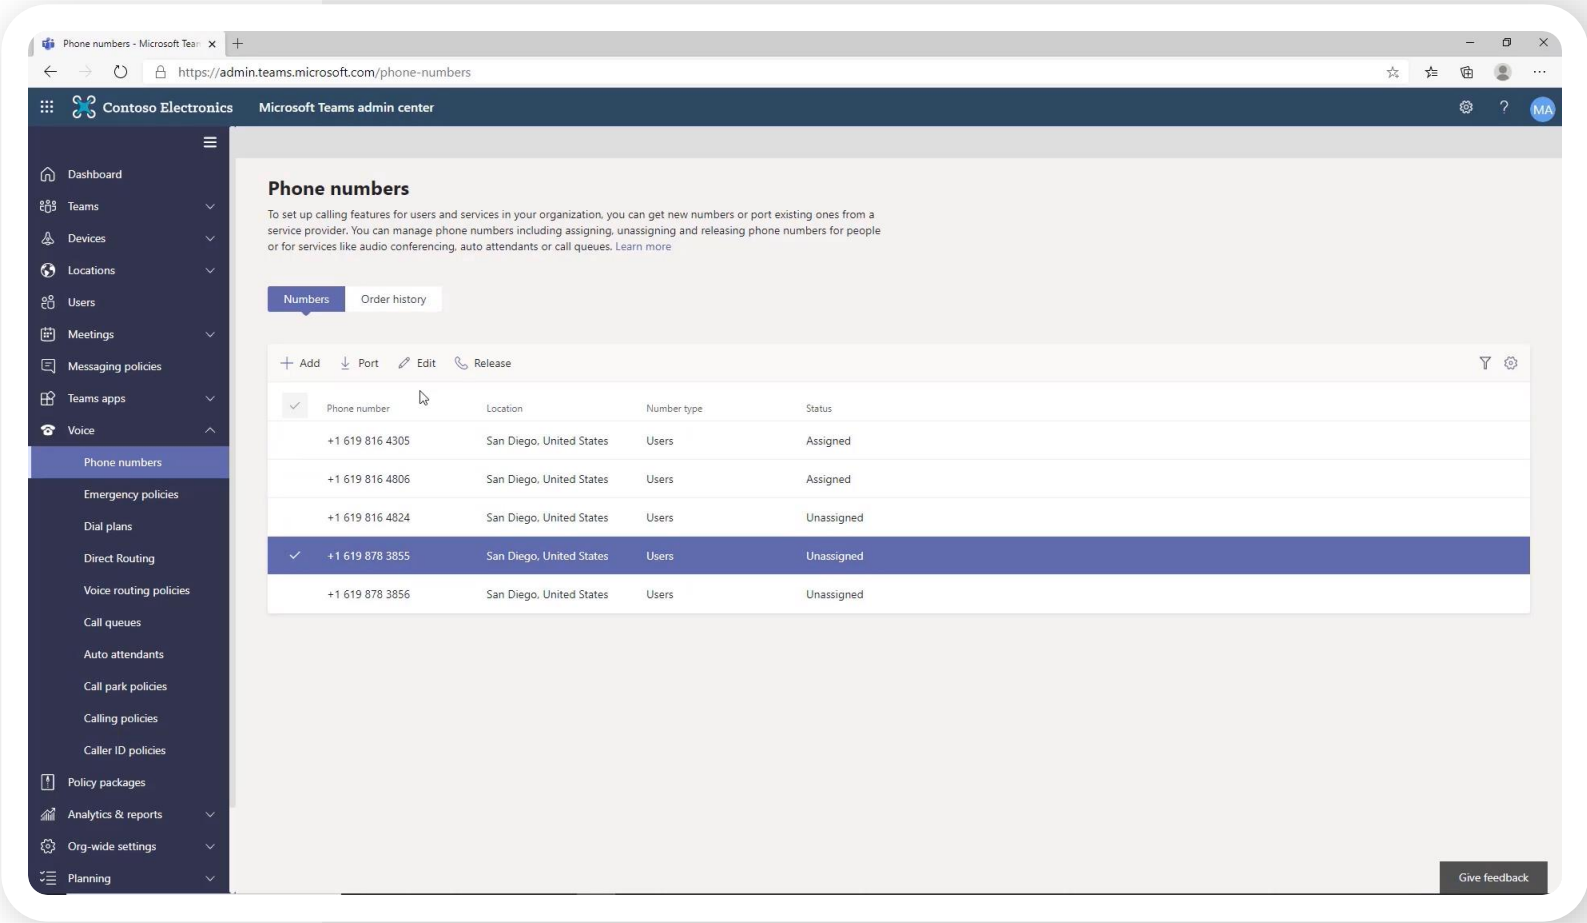 Phone numbers - Microsoft Tear
https://admin.teams.microsoft.com/phone-numbers
Contoso Electronics Microsoft Teams admin center ? MA
Dashboard
Teams
Devices
Locations
Users
Meetings
Messaging policies
Teams apps
Voice
Phone numbers
Emergency policies
Dial plans
Direct Routing
Voice routing policies
Call queues
Auto attendants
Call park policies
Calling policies
Caller ID policies
Policy packages
Analytics & reports
Org-wide settings
Planning
Phone numbers
To set up calling features for users and services in your organization, you can get new numbers or port existing ones from a
service provider. You can manage phone numbers including assigning, unassigning and releasing phone numbers for people
or for services like audio conferencing, auto attendants or call queues. Learn more
Numbers Order history
Add Port Edit Release
Phone number Location Number type Status
+1 619 816 4305 San Diego, United States Users Assigned
+1 619 816 4806 San Diego, United States Users Assigned
+1 619 816 4824 San Diego, United States Users Unassigned
+1 619 878 3855 San Diego, United States Users Unassigned
+1 619 878 3856 San Diego, United States Users Unassigned
Give feedback